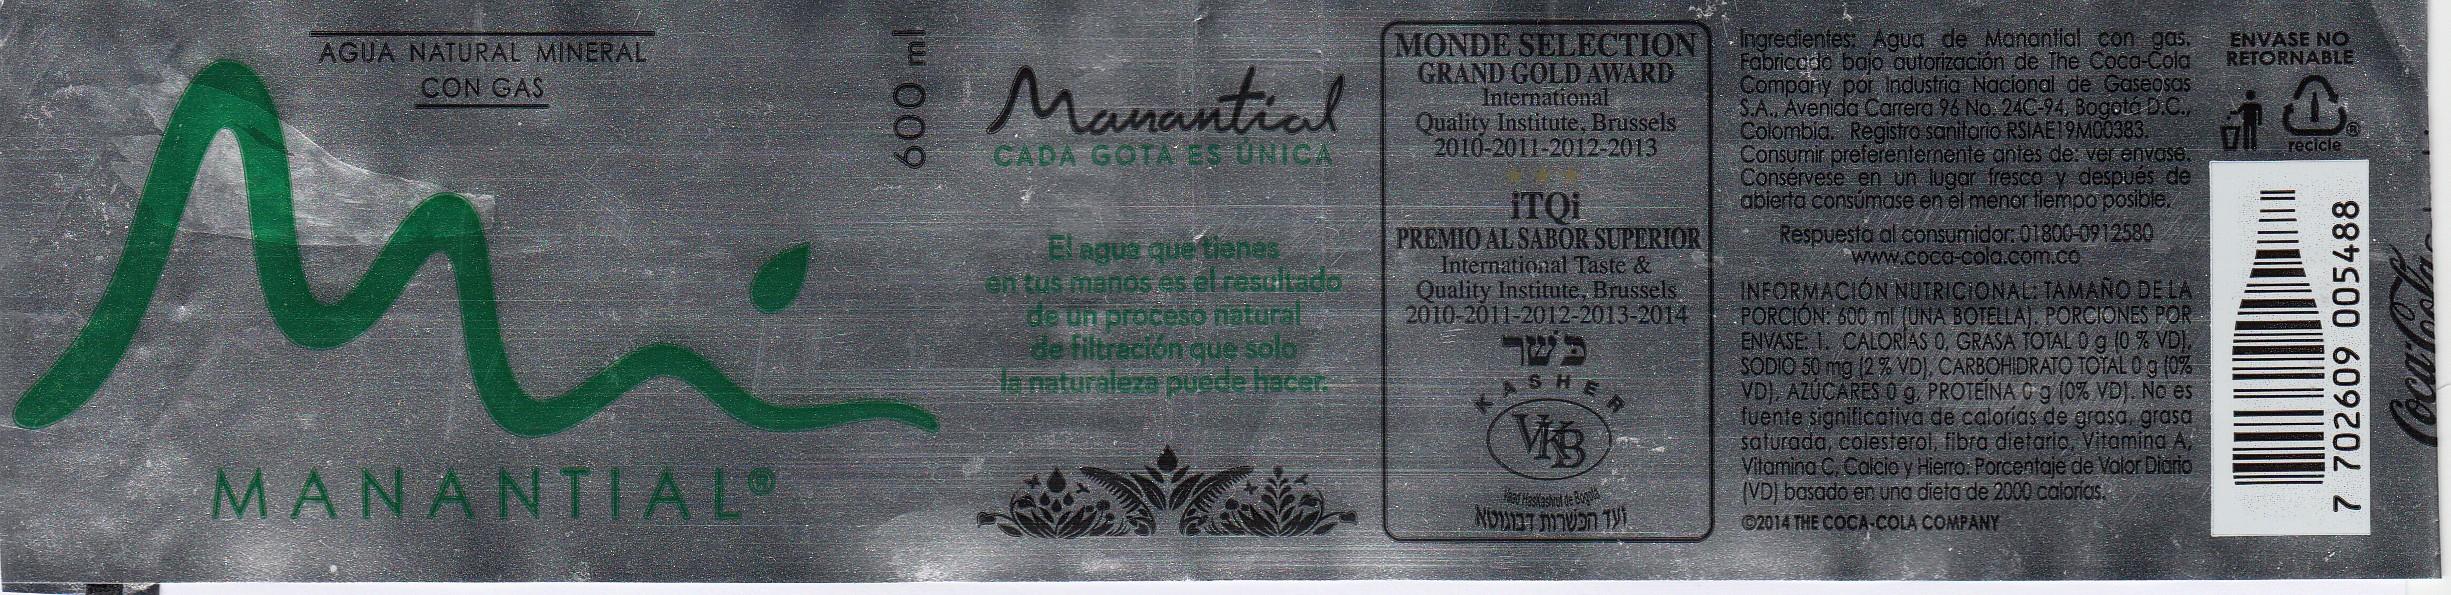 AGUA NATURAL MINERAL
CON GAS
MANANTIAL®
600 ml
Manantial
CADA GOTA ES ÚNICA
El agua que tienes
en tus manos es el resultado
de un proceso natural
de filtración que solo
la naturaleza puede hacer.
MONDE SELECTION
GRAND GOLD AWARD
International
Quality Institute, Brussels
2010-2011-2012-2013
iTQi
PREMIO AL SABOR SUPERIOR
International Taste &
Quality Institute, Brussels
2010-2011-2012-2013-2014
כשר
KASHER
VKB
Vaad Hakashrut de Bogotá
ועד הכשרות דבוגוטא
Ingredientes: Agua de Manantial con gas.
Fabricado bajo autorización de The Coca-Cola
Company por Industria Nacional de Gaseosas
S.A., Avenida Carrera 96 No. 24C-94, Bogotá D.C.,
Colombia. Registro sanitario RSIAE19M00383.
Consumir preferentemente antes de: ver envase.
Consérvese en un lugar fresco y después de
abierta consúmase en el menor tiempo posible.
Respuesta al consumidor: 01800-0912580
www.coca-cola.com.co
INFORMACIÓN NUTRICIONAL: TAMAÑO DE LA
PORCIÓN: 600 ml (UNA BOTELLA). PORCIONES POR
ENVASE: 1. CALORÍAS 0, GRASA TOTAL 0 g (0 % VD),
SODIO 50 mg (2 % VD), CARBOHIDRATO TOTAL 0 g (0%
VD), AZÚCARES 0 g, PROTEÍNA 0 g (0% VD). No es
fuente significativa de calorías de grasa, grasa
saturada, colesterol, fibra dietaria, Vitamina A,
Vitamina C, Calcio y Hierro. Porcentaje de Valor Diario
(VD) basado en una dieta de 2000 calorías.
©2014 THE COCA-COLA COMPANY
ENVASE NO
RETORNABLE
®
recicle
7 702609 005488
Coca-Cola